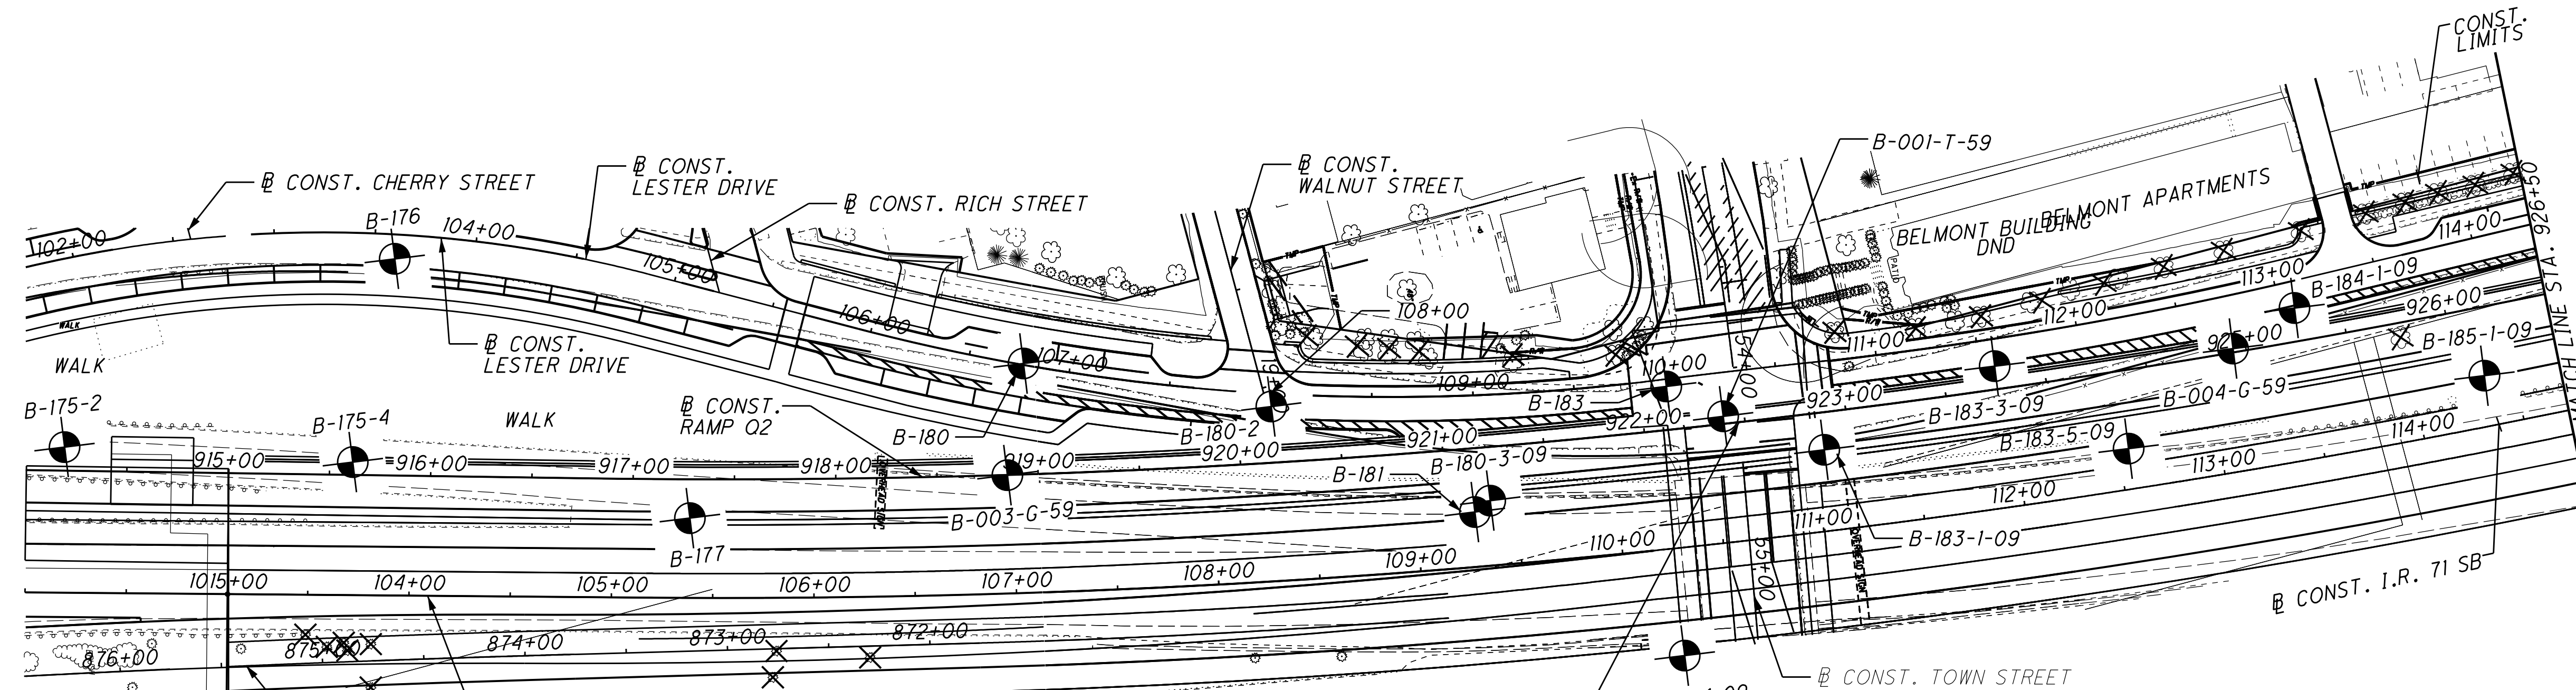 CONST.
LIMITS
B-001-T-59
℄ CONST. CHERRY STREET
℄ CONST.
LESTER DRIVE
℄ CONST. RICH STREET
℄ CONST.
WALNUT STREET
BELMONT APARTMENTS
BELMONT BUILDING
DND
PATIO
B-176
102+00
104+00
105+00
106+00
107+00
108+00
109+00
110+00
111+00
112+00
113+00
114+00
MATCH LINE STA. 926+50
WALK
WALK
℄ CONST.
LESTER DRIVE
B-184-1-09
926+00
925+00
B-185-1-09
54+00
923+00
B-183
922+00
B-183-3-09
B-004-G-59
B-175-2
B-175-4
WALK
℄ CONST.
RAMP Q2
B-180
B-180-2
921+00
920+00
919+00
918+00
917+00
916+00
915+00
B-181
B-180-3-09
B-183-5-09
114+00
113+00
112+00
111+00
110+00
109+00
108+00
107+00
106+00
105+00
104+00
1015+00
B-177
B-003-G-59
B-183-1-09
55+00
℄ CONST. I.R. 71 SB
876+00
875+00
874+00
873+00
872+00
℄ CONST. TOWN STREET